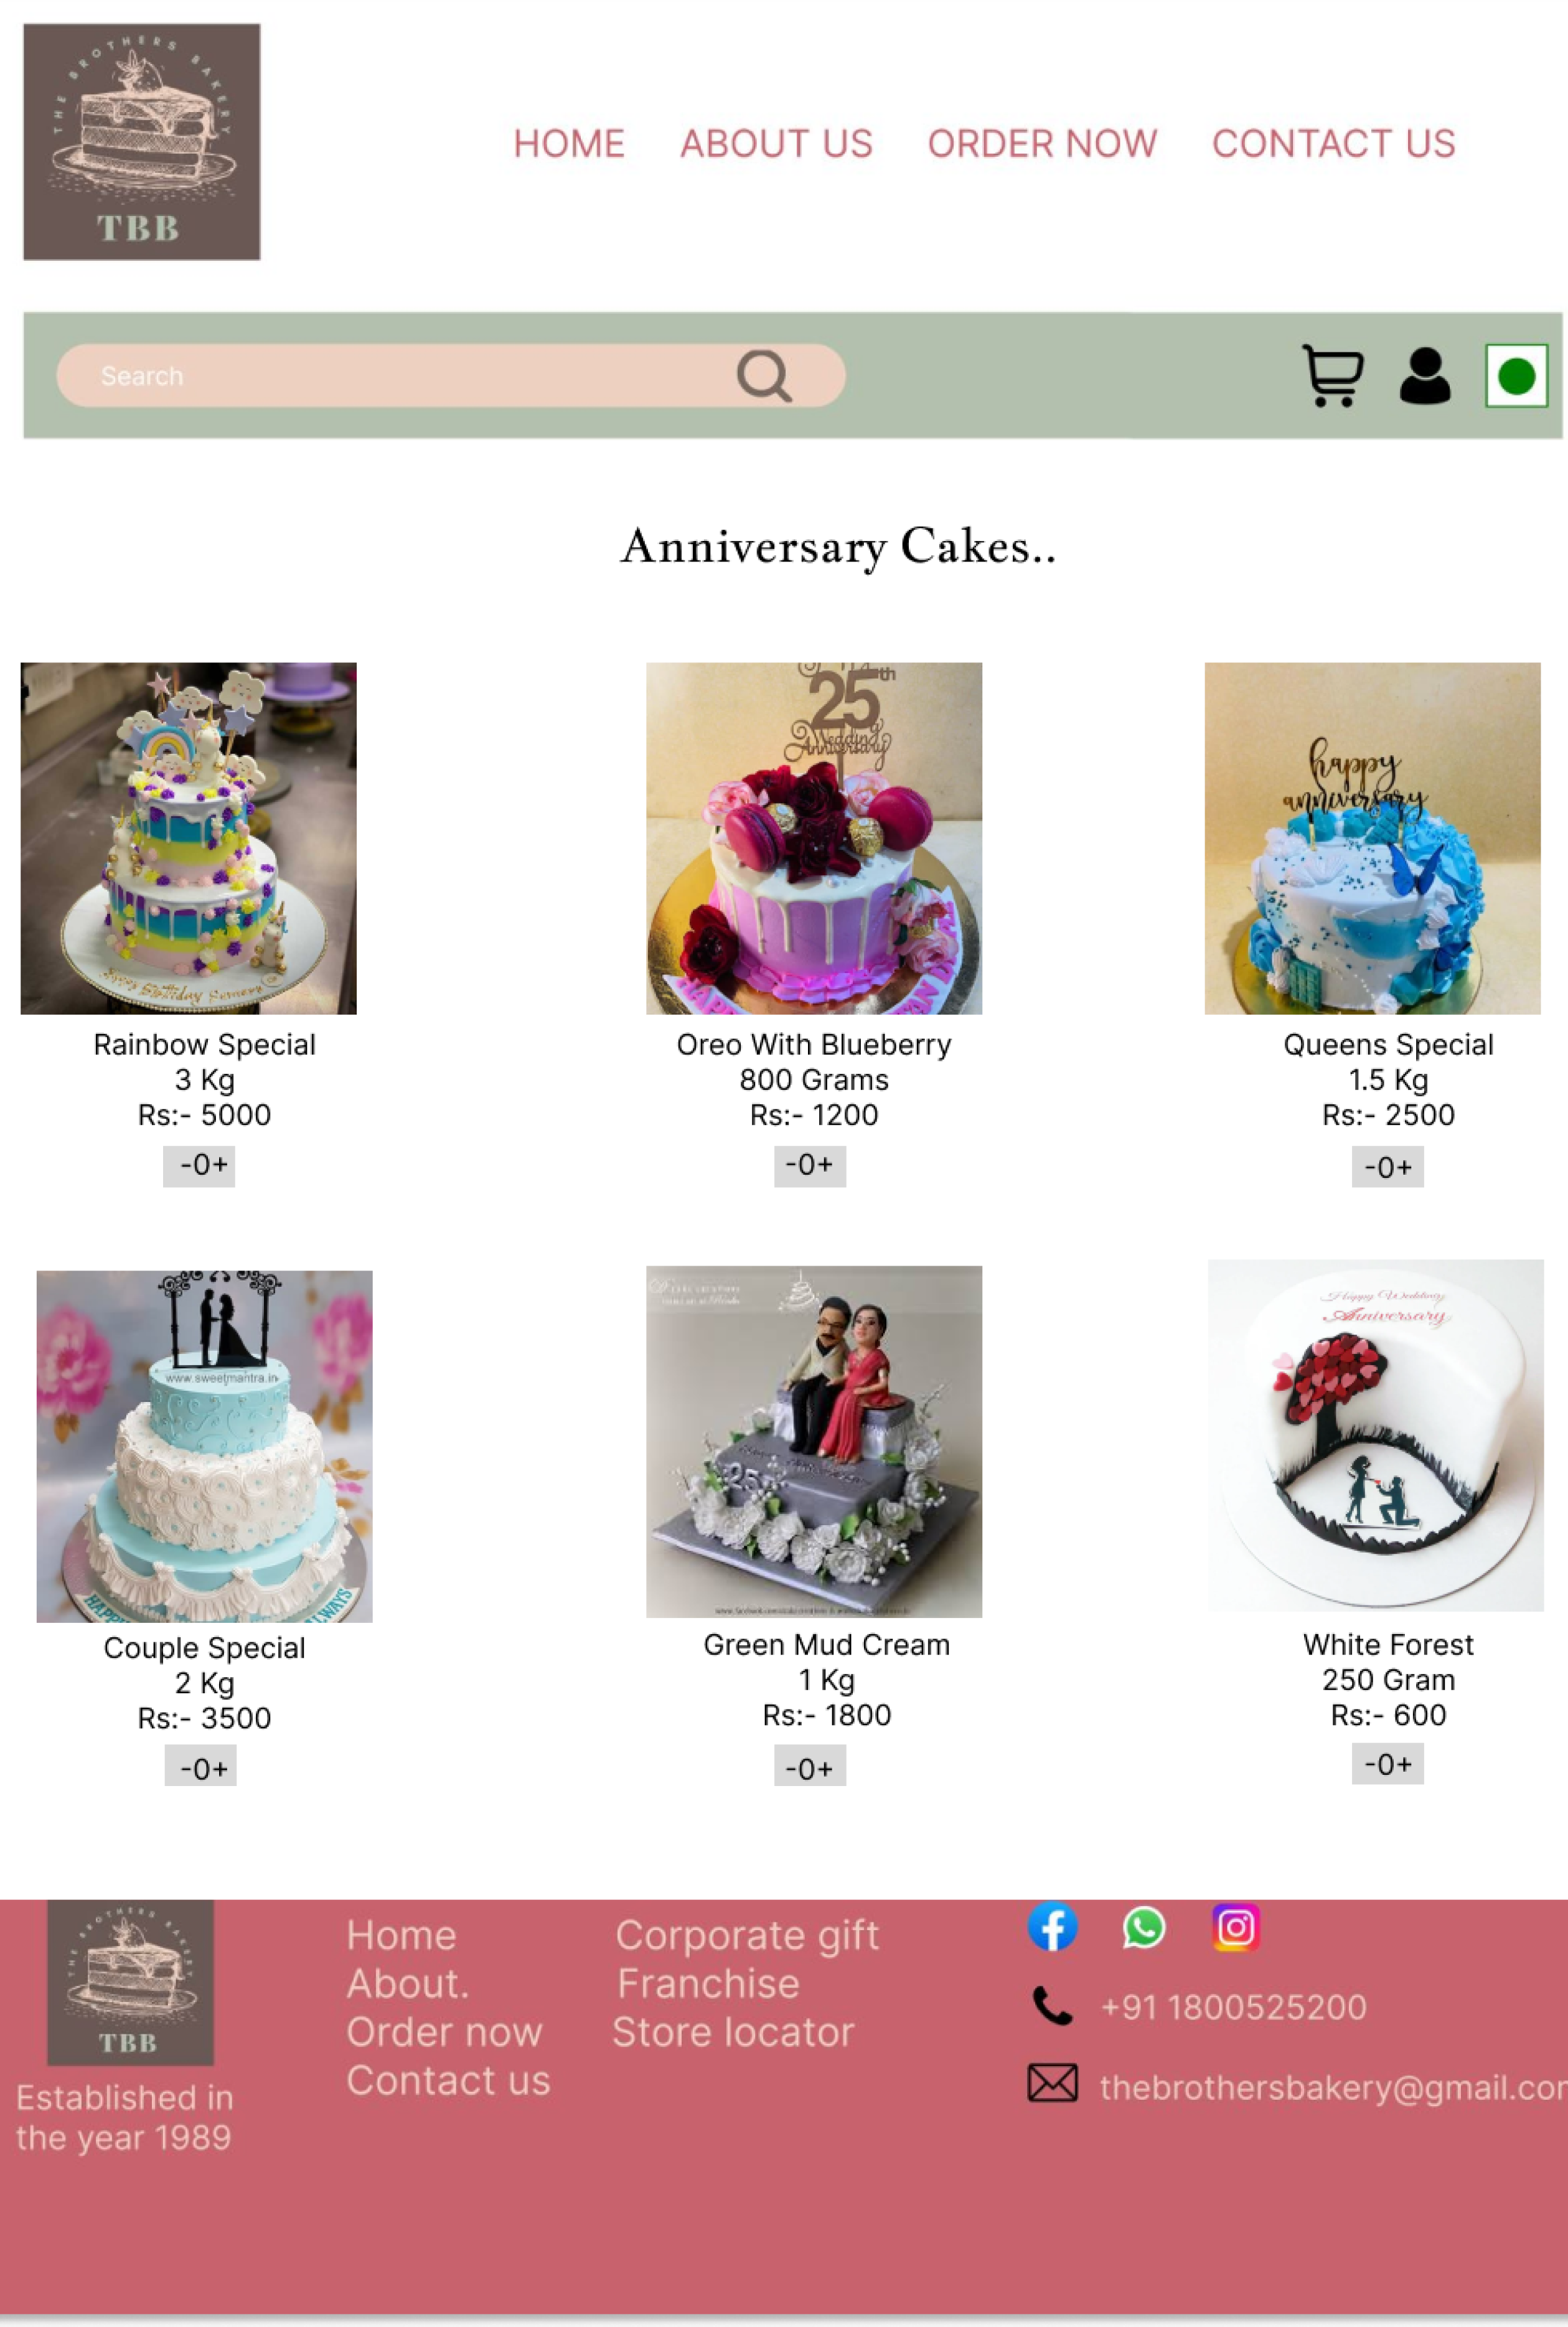 THE BROTHERS BAKERY
TBB
HOME ABOUT US ORDER NOW CONTACT US
Search
Anniversary Cakes..
25th
Wedding
Anniversary
happy
anniversary
Happy Birthday
Rainbow Special
3 Kg
Rs:- 5000
-0+
Oreo With Blueberry
800 Grams
Rs:- 1200
-0+
Queens Special
1.5 Kg
Rs:- 2500
-0+
www.sweetmantra.in
ALWAYS
25
Happy Wedding
Anniversary
Couple Special
2 Kg
Rs:- 3500
-0+
Green Mud Cream
1 Kg
Rs:- 1800
-0+
White Forest
250 Gram
Rs:- 600
-0+
THE BROTHERS BAKERY
TBB
Established in
the year 1989
Home
About.
Order now
Contact us
Corporate gift
Franchise
Store locator
+91 1800525200
thebrothersbakery@gmail.co